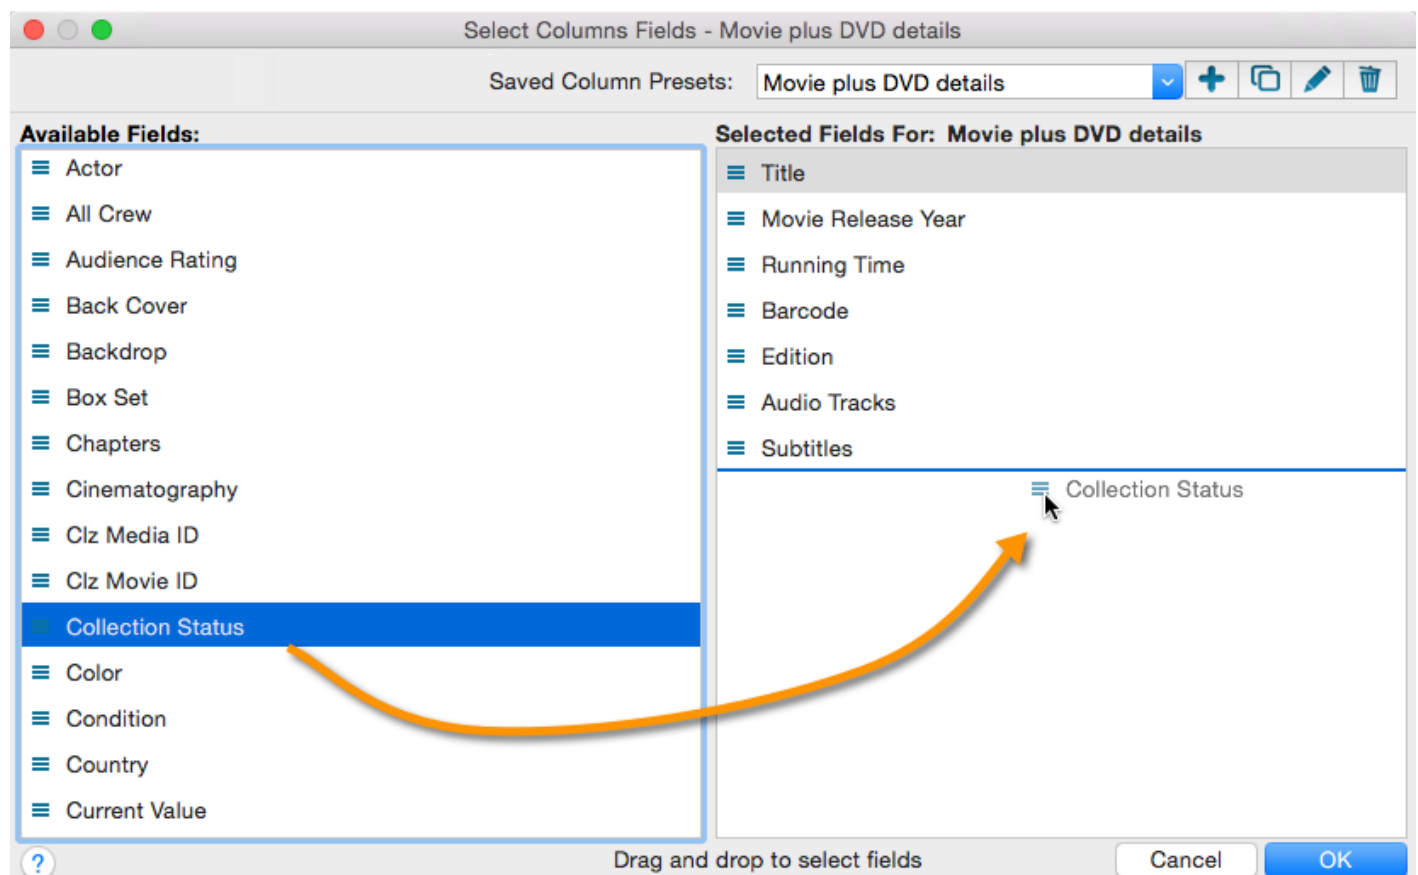 Select Columns Fields - Movie plus DVD details
Saved Column Presets: Movie plus DVD details
Available Fields:
Actor
All Crew
Audience Rating
Back Cover
Backdrop
Box Set
Chapters
Cinematography
Clz Media ID
Clz Movie ID
Collection Status
Color
Condition
Country
Current Value
Selected Fields For: Movie plus DVD details
Title
Movie Release Year
Running Time
Barcode
Edition
Audio Tracks
Subtitles
Collection Status
?
Drag and drop to select fields
Cancel
OK